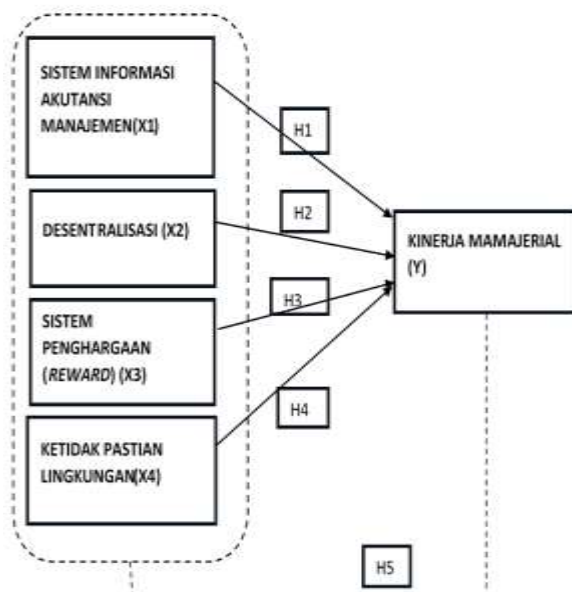 SISTEM INFORMASI
AKUTANSI
MANAJEMEN(X1)
H1
DESENTRALISASI (X2)
H2
KINERJA MAMAJERIAL
(Y)
SISTEM
PENGHARGAAN
(REWARD) (X3)
H3
KETIDAK PASTIAN
LINGKUNGAN(X4)
H4
H5